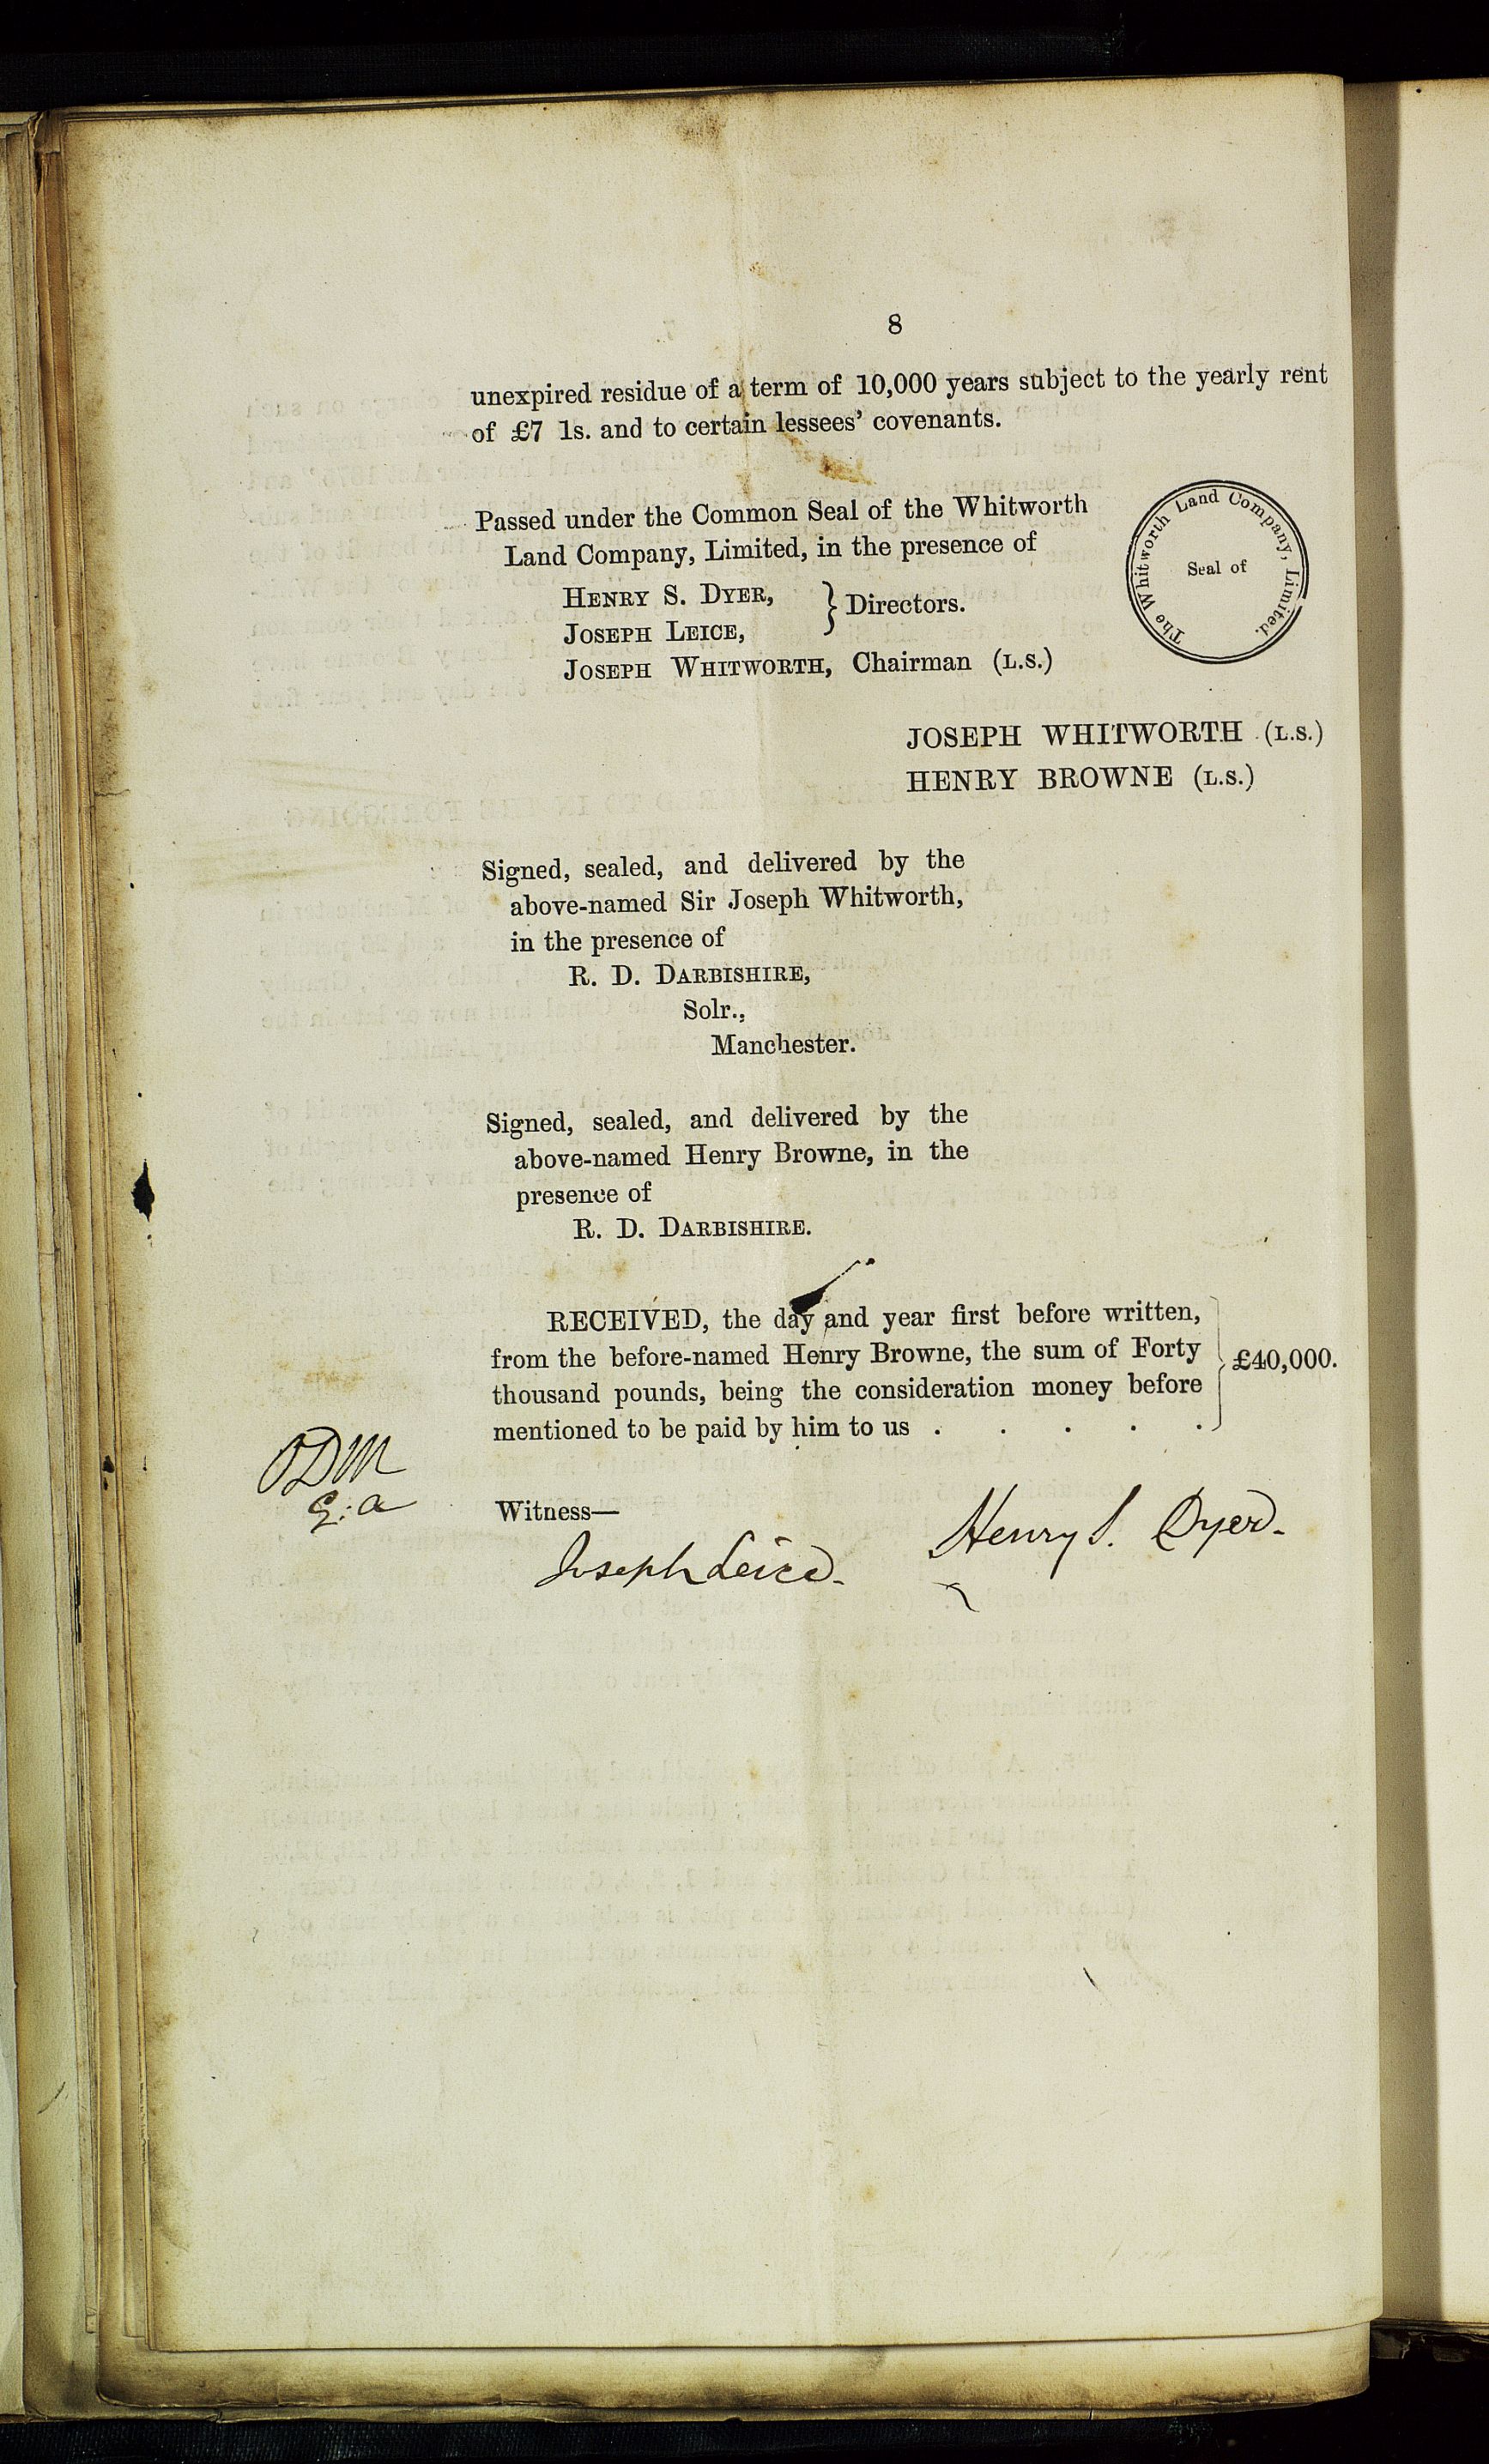 8
unexpired residue of a term of 10,000 years subject to the yearly rent
of £7 1s. and to certain lessees’ covenants.
Passed under the Common Seal of the Whitworth
Land Company, Limited, in the presence of
HENRY S. DYER,
JOSEPH LEICE,
} Directors.
JOSEPH WHITWORTH, Chairman (L.S.)
The Whitworth Land Company, Limited.
Seal of
JOSEPH WHITWORTH (L.S.)
HENRY BROWNE (L.S.)
Signed, sealed, and delivered by the
above-named Sir Joseph Whitworth,
in the presence of
R. D. DARBISHIRE,
Solr.,
Manchester.
Signed, sealed, and delivered by the
above-named Henry Browne, in the
presence of
R. D. DARBISHIRE.
RECEIVED, the day and year first before written,
from the before-named Henry Browne, the sum of Forty
thousand pounds, being the consideration money before
mentioned to be paid by him to us . . . . .
} £40,000.
Witness—
Joseph Leice.
Henry S. Dyer.